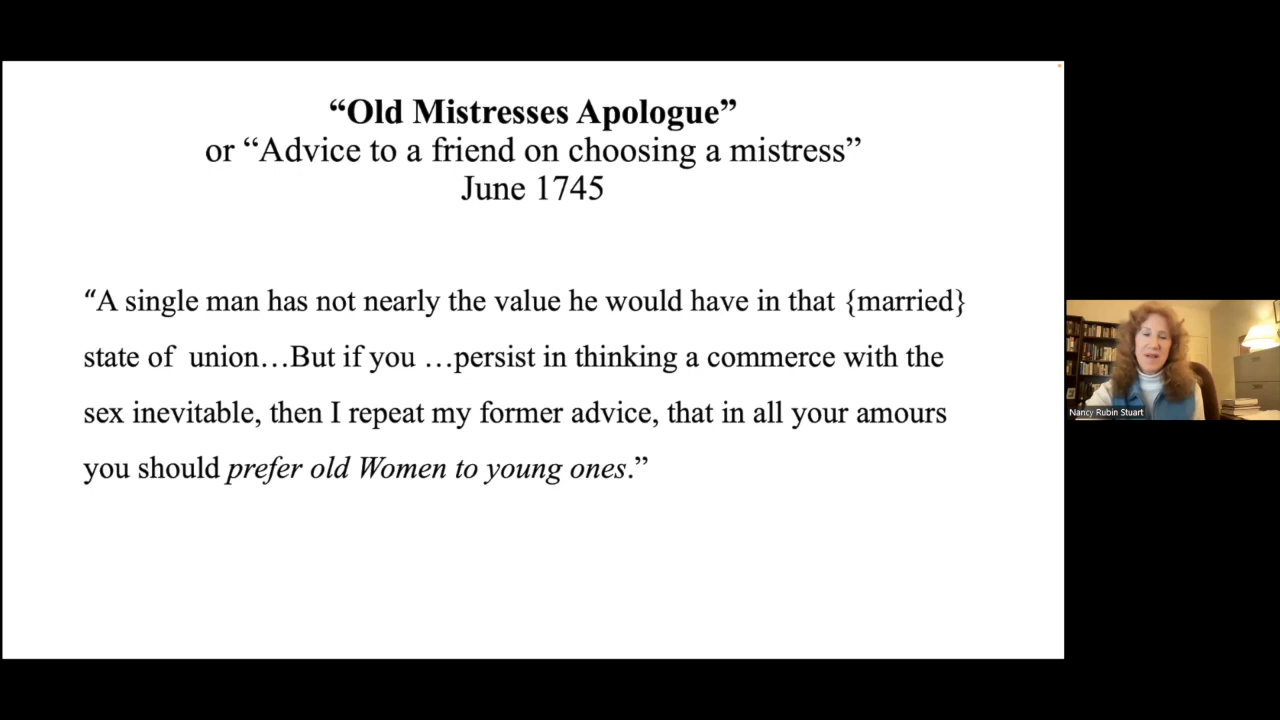 “Old Mistresses Apologue”
or “Advice to a friend on choosing a mistress”
June 1745
“A single man has not nearly the value he would have in that {married}
state of union…But if you …persist in thinking a commerce with the
sex inevitable, then I repeat my former advice, that in all your amours
you should prefer old Women to young ones.”
Nancy Rubin Stuart